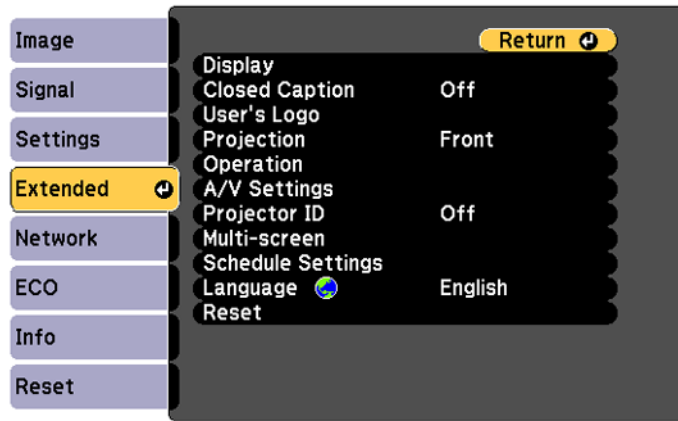 Image
Signal
Settings
Extended
Network
ECO
Info
Reset
Return
Display
Closed Caption Off
User's Logo
Projection Front
Operation
A/V Settings
Projector ID Off
Multi-screen
Schedule Settings
Language English
Reset